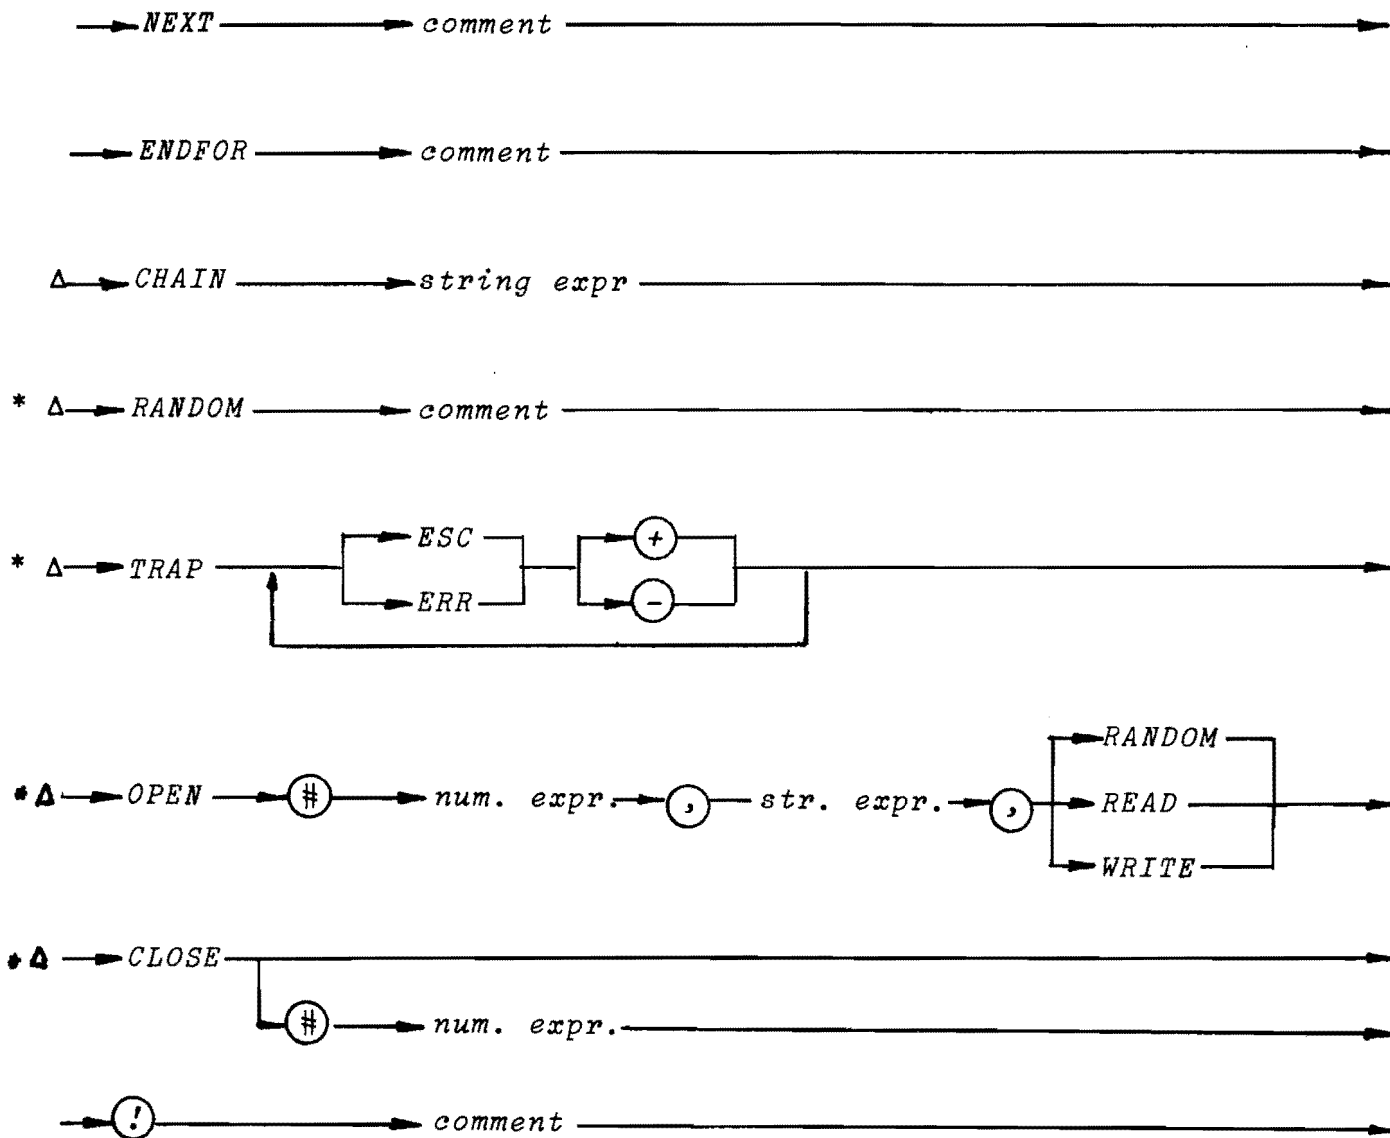 NEXT comment
ENDFOR comment
Δ CHAIN string expr
* Δ RANDOM comment
ESC +
* Δ TRAP
ERR -
RANDOM
* Δ OPEN # num. expr. , str. expr. , READ
WRITE
* Δ CLOSE
# num. expr.
! comment